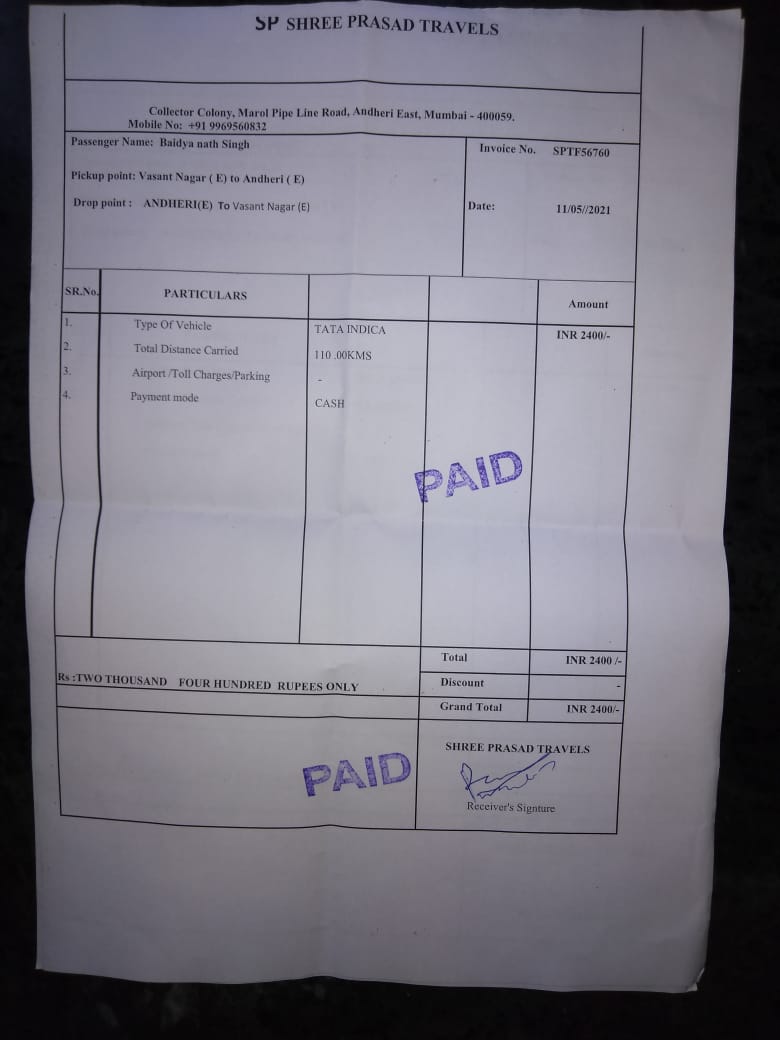 SP SHREE PRASAD TRAVELS
Collector Colony, Marol Pipe Line Road, Andheri East, Mumbai - 400059.
Mobile No: +91 9969560832
Passenger Name: Baidya nath Singh
Invoice No. SPTF56760
Pickup point: Vasant Nagar ( E) to Andheri ( E)
Drop point : ANDHERI(E) To Vasant Nagar (E)
Date: 11/05//2021
SR.No. PARTICULARS Amount
1. Type Of Vehicle TATA INDICA INR 2400/-
2. Total Distance Carried 110 .00KMS
3. Airport /Toll Charges/Parking -
4. Payment mode CASH
PAID
Total INR 2400 /-
Rs :TWO THOUSAND FOUR HUNDRED RUPEES ONLY
Discount -
Grand Total INR 2400/-
SHREE PRASAD TRAVELS
PAID
Receiver's Signture